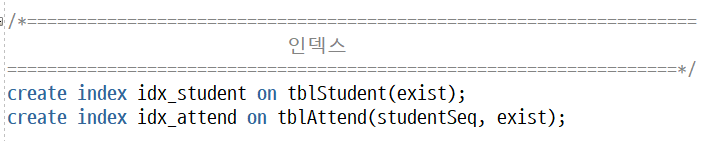 /*===================================================================
인덱스
===================================================================*/
create index idx_student on tblStudent(exist);
create index idx_attend on tblAttend(studentSeq, exist);